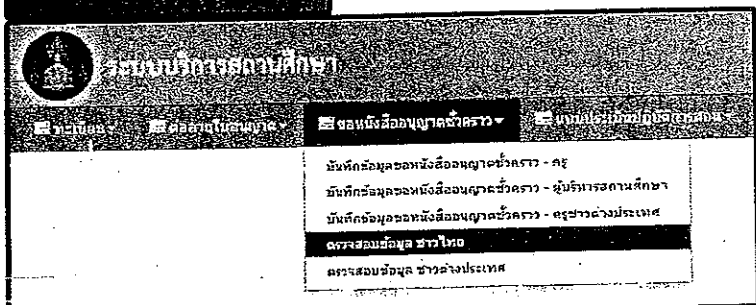 ระบบบริการสถานศึกษา
ทะเบียน ต่ออายุใบอนุญาต ขอหนังสืออนุญาตชั่วคราว แบบประเมินปฏิบัติการสอน
บันทึกข้อมูลขอหนังสืออนุญาตชั่วคราว - ครู
บันทึกข้อมูลขอหนังสืออนุญาตชั่วคราว - ผู้บริหารสถานศึกษา
บันทึกข้อมูลขอหนังสืออนุญาตชั่วคราว - ครูชาวต่างประเทศ
ตรวจสอบข้อมูล ชาวไทย
ตรวจสอบข้อมูล ชาวต่างประเทศ